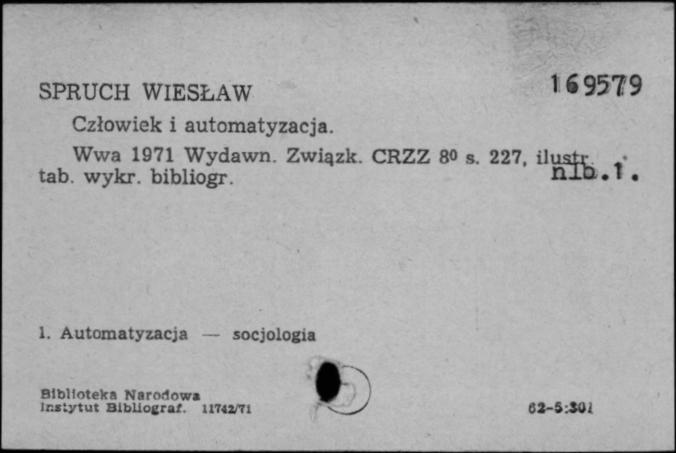 SPRUCH WIESŁAW
169579
Człowiek i automatyzacja.
Wwa 1971 Wydawn. Związk. CRZZ 8º s. 227, ilustr.
tab. wykr. bibliogr.
nlb.1.
1. Automatyzacja — socjologia
Biblioteka Narodowa
Instytut Bibliograf. 11742/71
62-5:301